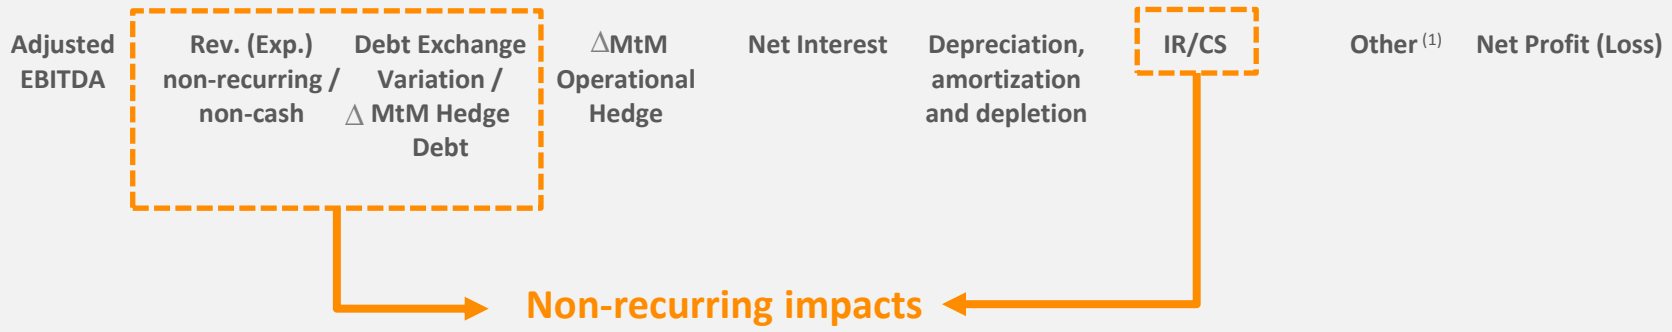 Adjusted
EBITDA
Rev. (Exp.)
non-recurring /
non-cash
Debt Exchange
Variation /
Δ MtM Hedge
Debt
ΔMtM
Operational
Hedge
Net Interest
Depreciation,
amortization
and depletion
IR/CS
Other (1)
Net Profit (Loss)
Non-recurring impacts